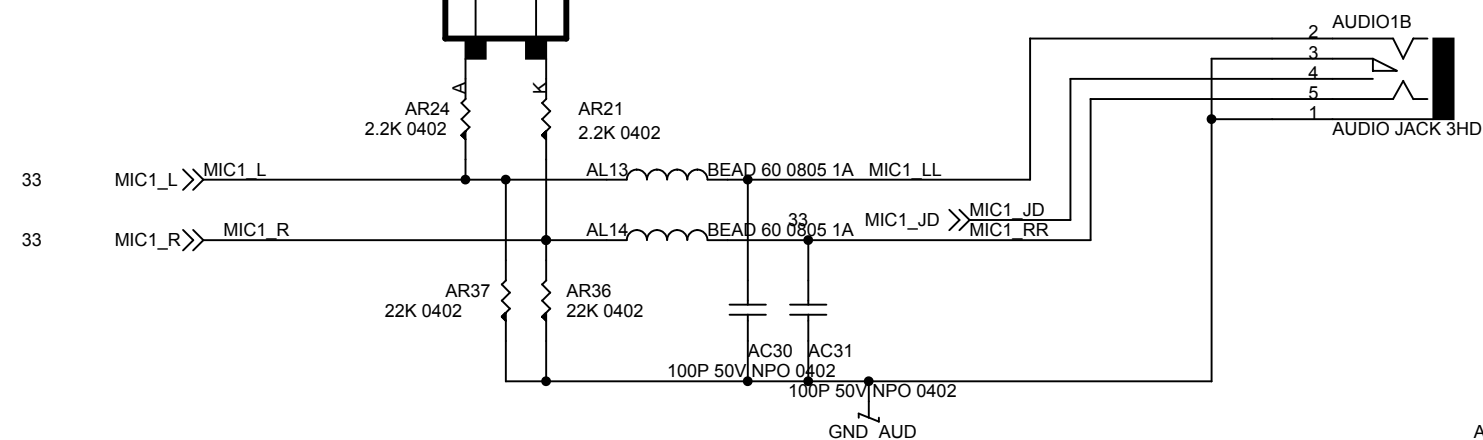 AUDIO1B
2
3
4
5
1
AUDIO JACK 3HD
A
K
AR24
2.2K 0402
AR21
2.2K 0402
33
MIC1_L
MIC1_L
AL13
BEAD 60 0805 1A
MIC1_LL
33
MIC1_JD
MIC1_JD
33
MIC1_R
MIC1_R
AL14
BEAD 60 0805 1A
MIC1_RR
AR37
22K 0402
AR36
22K 0402
AC30
100P 50V NPO 0402
AC31
100P 50V NPO 0402
GND_AUD
A